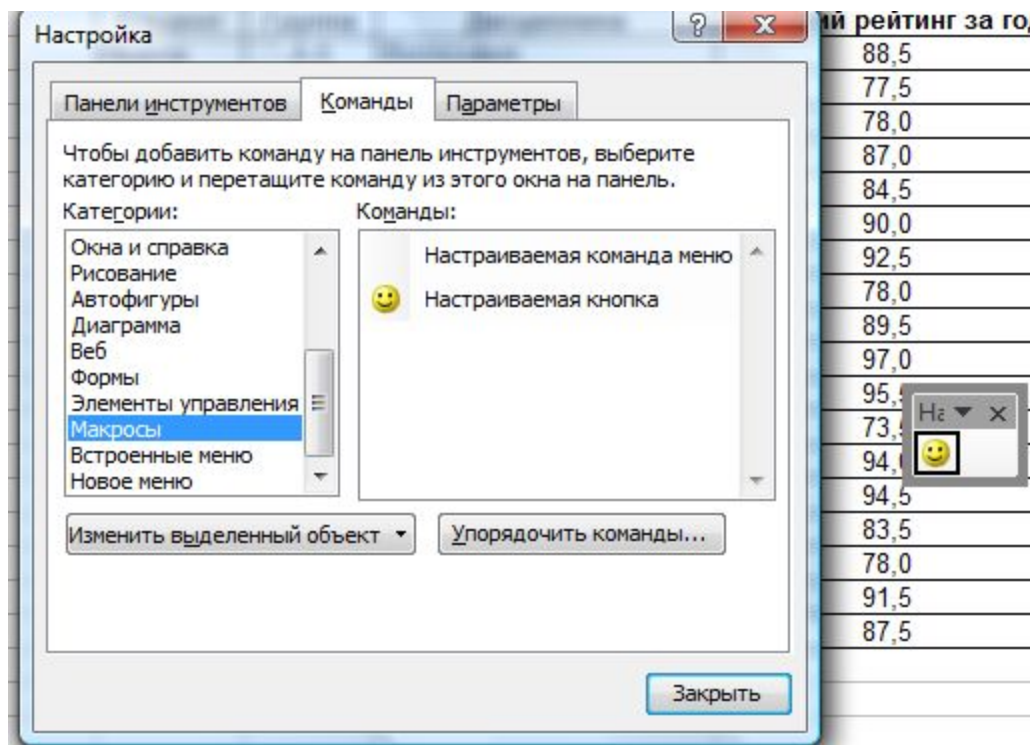 Настройка
Панели инструментов
Команды
Параметры
Чтобы добавить команду на панель инструментов, выберите
категорию и перетащите команду из этого окна на панель.
Категории:
Команды:
Окна и справка
Рисование
Автофигуры
Диаграмма
Веб
Формы
Элементы управления
Макросы
Встроенные меню
Новое меню
Настраиваемая команда меню
Настраиваемая кнопка
Изменить выделенный объект
Упорядочить команды...
Закрыть
рейтинг за
88,5
77,5
78,0
87,0
84,5
90,0
92,5
78,0
89,5
97,0
На
94,5
83,5
78,0
91,5
87,5